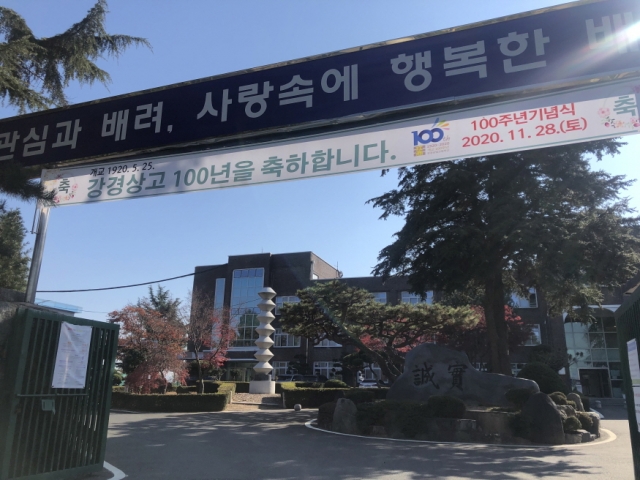 관심과 배려, 사랑속에 행복한 배
축 개교 1920. 5. 25.
강경상고 100년을 축하합니다.
100
100주년기념식
2020. 11. 28.(토)
축
誠實